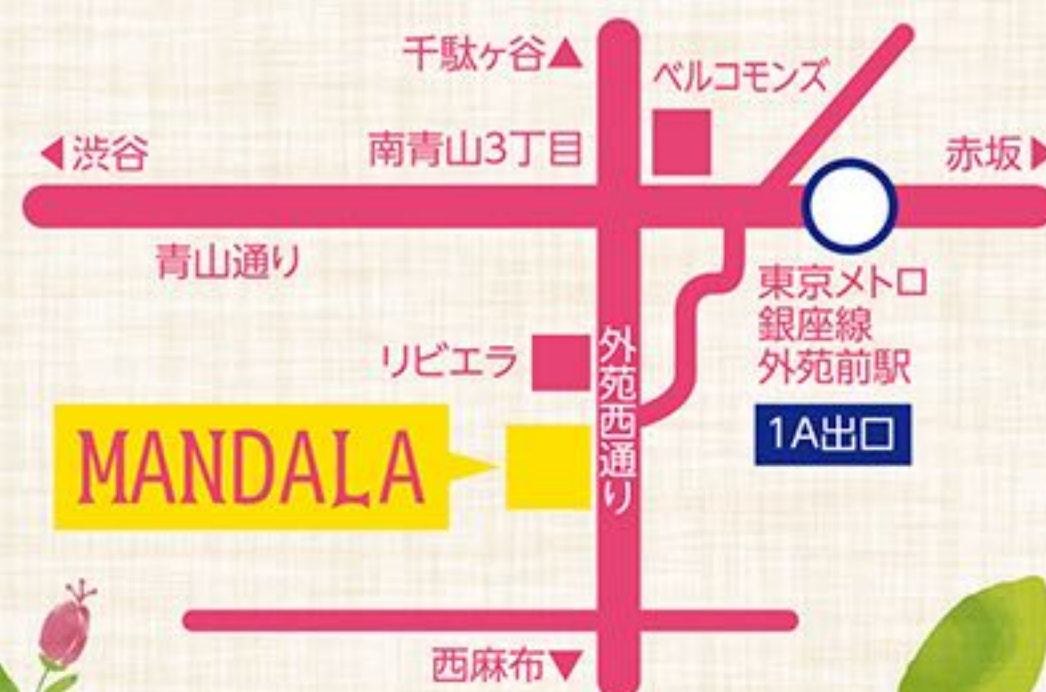 千駄ヶ谷▲
ベルコモンズ
◀渋谷
南青山3丁目
赤坂▶
青山通り
東京メトロ
銀座線
外苑前駅
1A出口
リビエラ
外苑西通り
MANDALA
西麻布▼